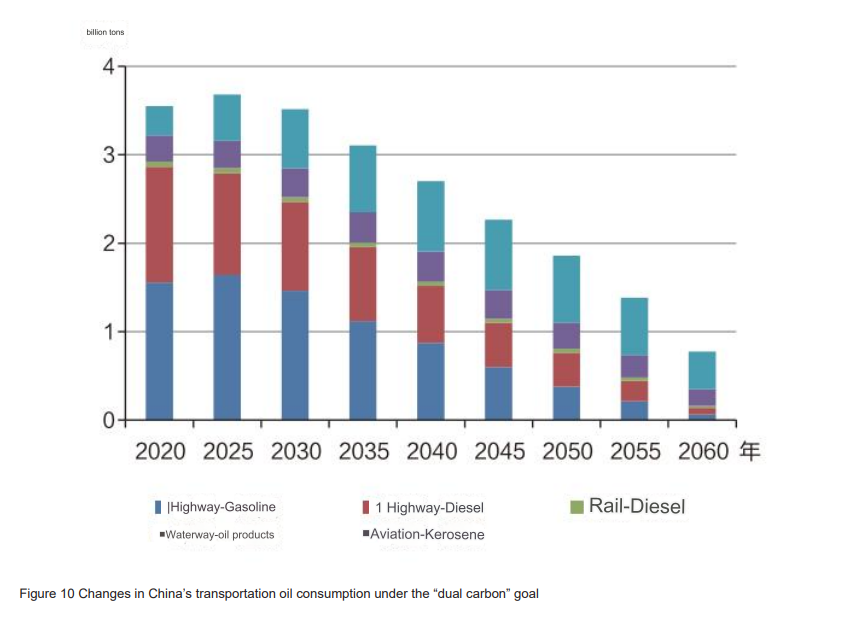 billion tons
4
3
2
1
0
2020 2025 2030 2035 2040 2045 2050 2055 2060 年
|Highway-Gasoline 1 Highway-Diesel Rail-Diesel
Waterway-oil products Aviation-Kerosene
Figure 10 Changes in China’s transportation oil consumption under the “dual carbon” goal